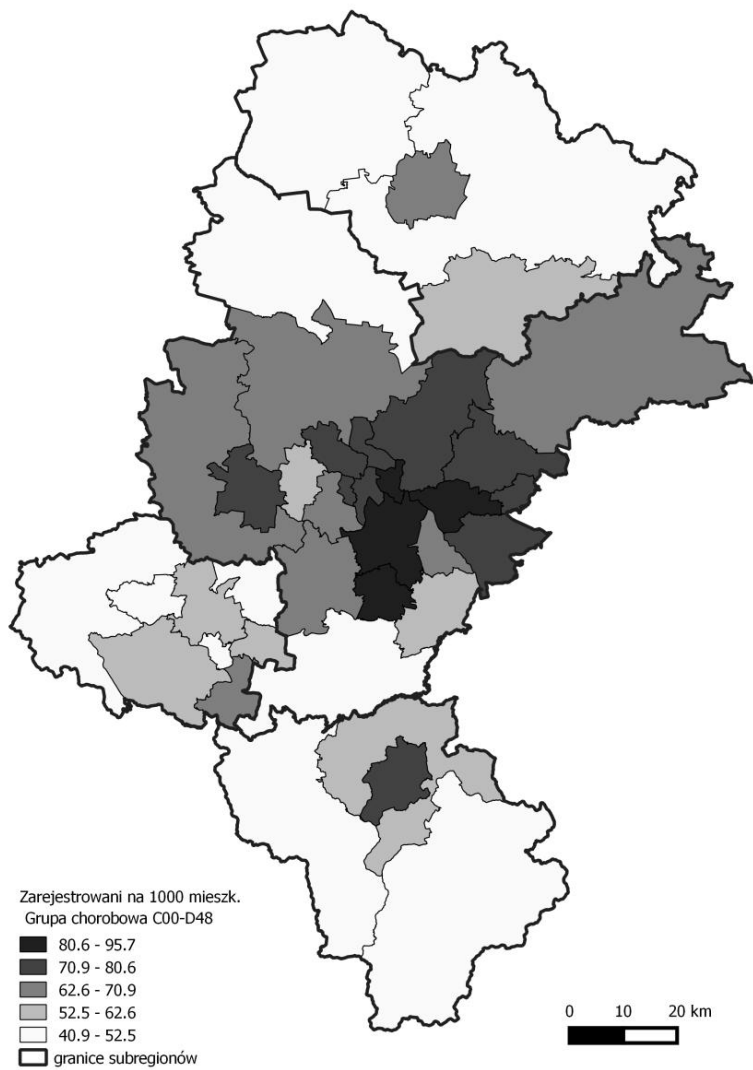 Zarejestrowani na 1000 mieszk.
Grupa chorobowa C00-D48
80.6 - 95.7
70.9 - 80.6
62.6 - 70.9
52.5 - 62.6
40.9 - 52.5
granice subregionów
0 10 20 km